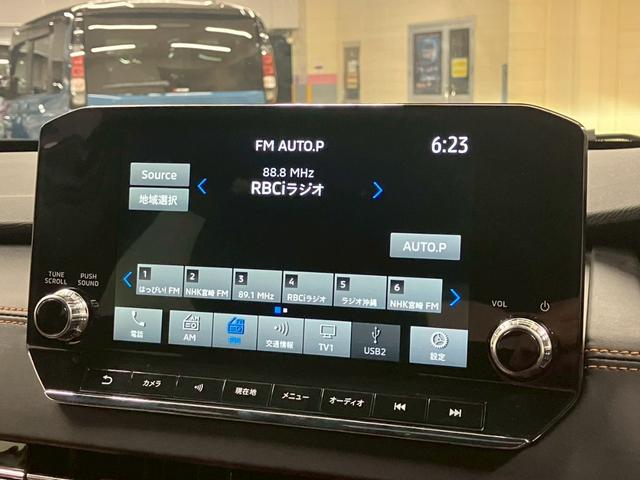 FM AUTO.P
6:23
88.8 MHz
RBCiラジオ
Source
地域選択
AUTO.P
TUNE
SCROLL
PUSH
SOUND
VOL
1 はっぴぃ! FM
2 NHK宮崎 FM
3 89.1 MHz
4 RBCiラジオ
5 ラジオ沖縄
6 NHK宮崎 FM
電話
AM
交通情報
TV1
USB2
設定
カメラ
現在地
メニュー
オーディオ